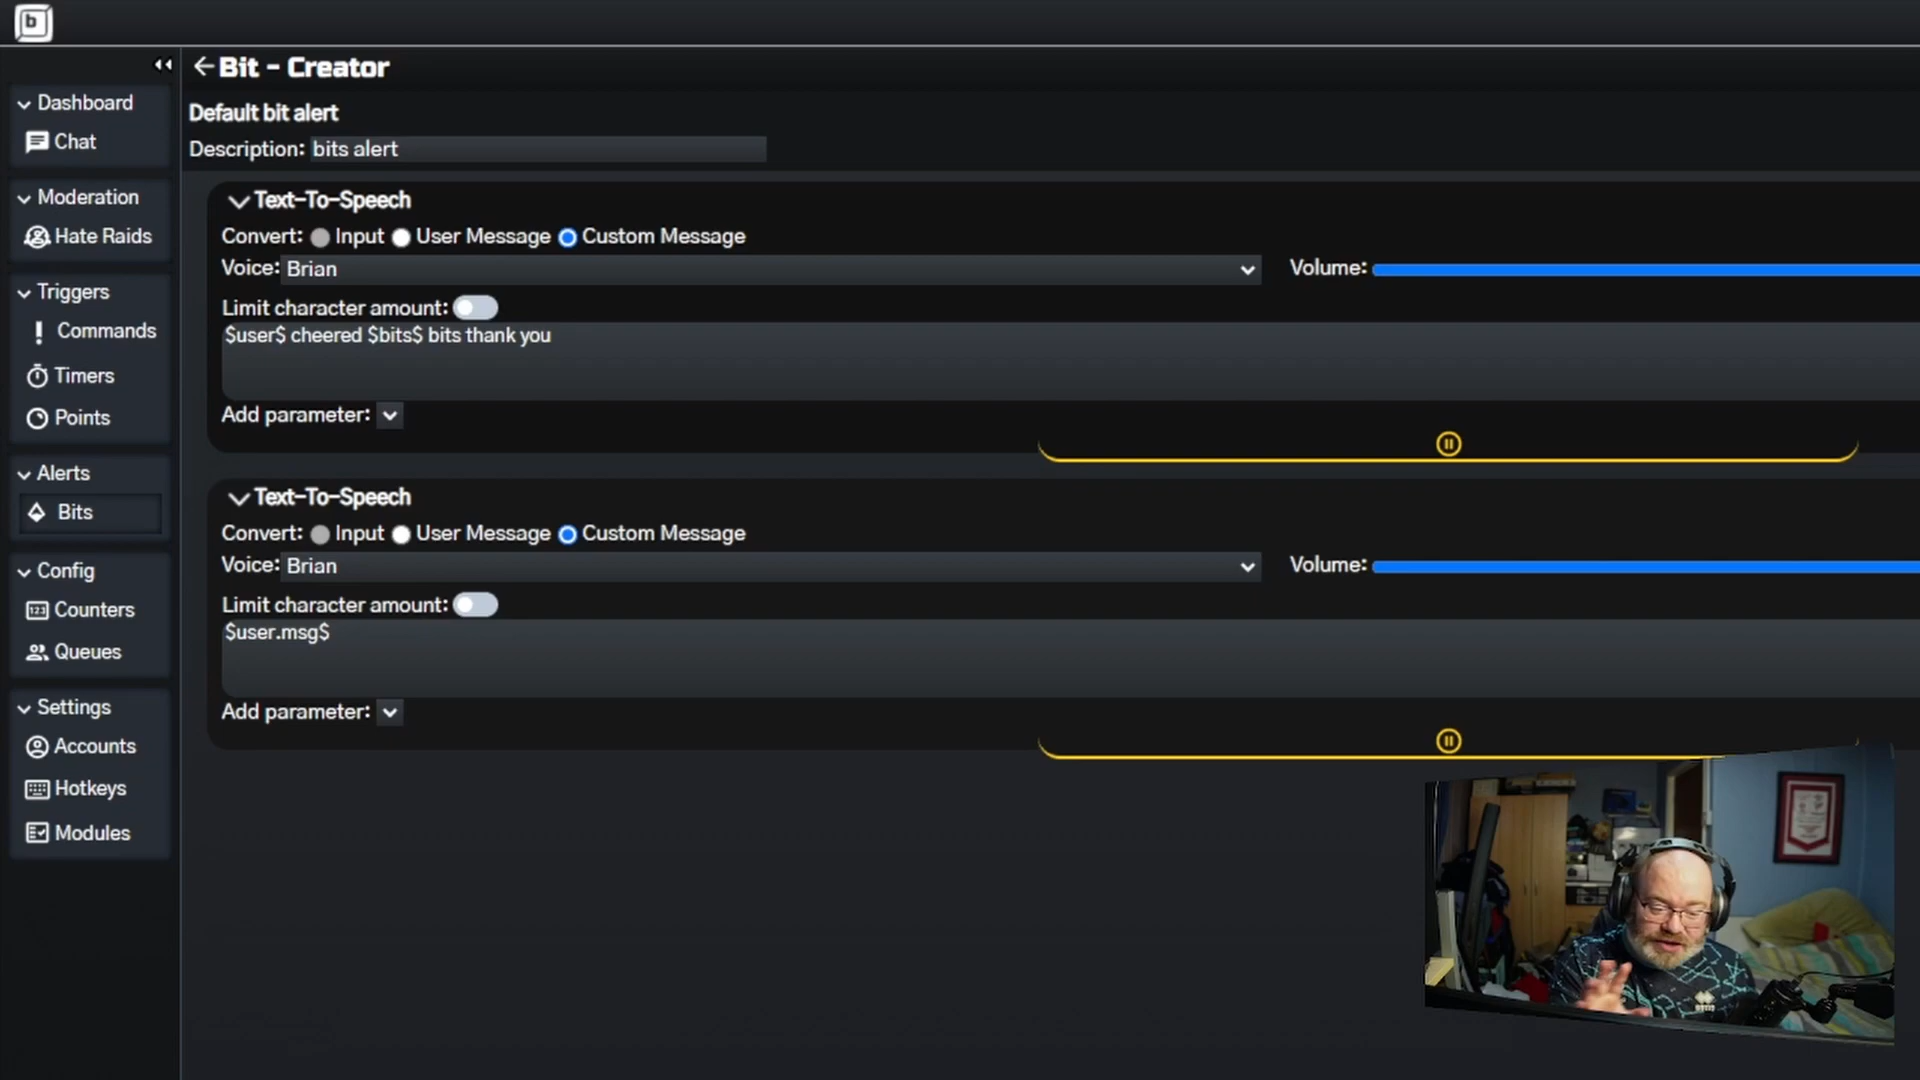 b
Bit - Creator
Dashboard
Chat
Moderation
Hate Raids
Triggers
Commands
Timers
Points
Alerts
Bits
Config
Counters
Queues
Settings
Accounts
Hotkeys
Modules
Default bit alert
Description: bits alert
Text-To-Speech
Convert: Input User Message Custom Message
Voice: Brian Volume:
Limit character amount:
$user$ cheered $bits$ bits thank you
Add parameter:
Text-To-Speech
Convert: Input User Message Custom Message
Voice: Brian Volume:
Limit character amount:
$user.msg$
Add parameter: